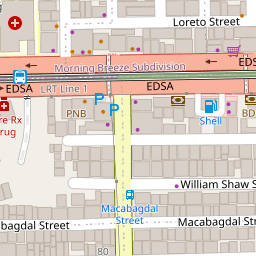 Loreto Street
EDSA
Morning Breeze Subdivision
LRT Line 1
EDSA
EDSA
P
P
PNB
Shell
BD
re Rx
rug
William Shaw S
Macabagdal
Street
abagdal Street
Macabagdal Street
80